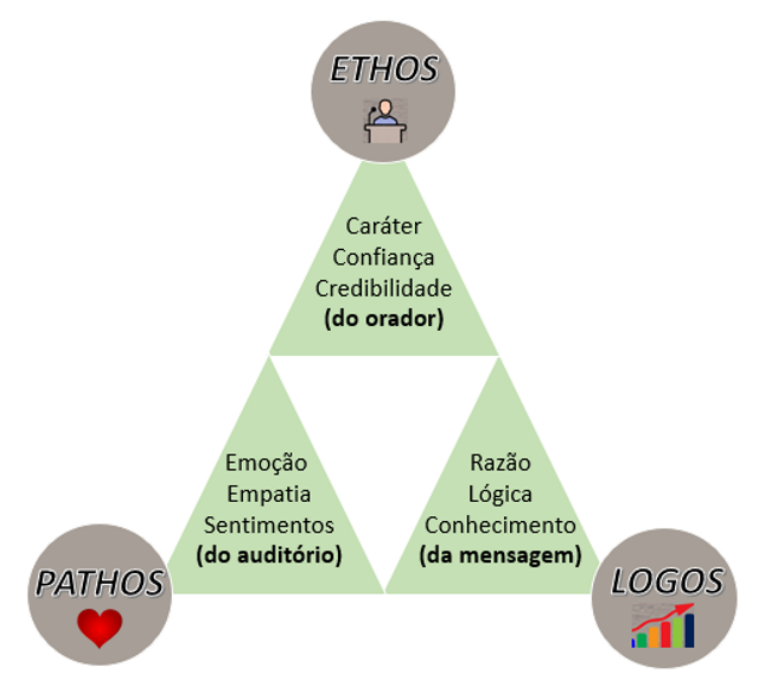 ETHOS
Caráter
Confiança
Credibilidade
(do orador)
Emoção
Empatia
Sentimentos
(do auditório)
Razão
Lógica
Conhecimento
(da mensagem)
PATHOS
LOGOS